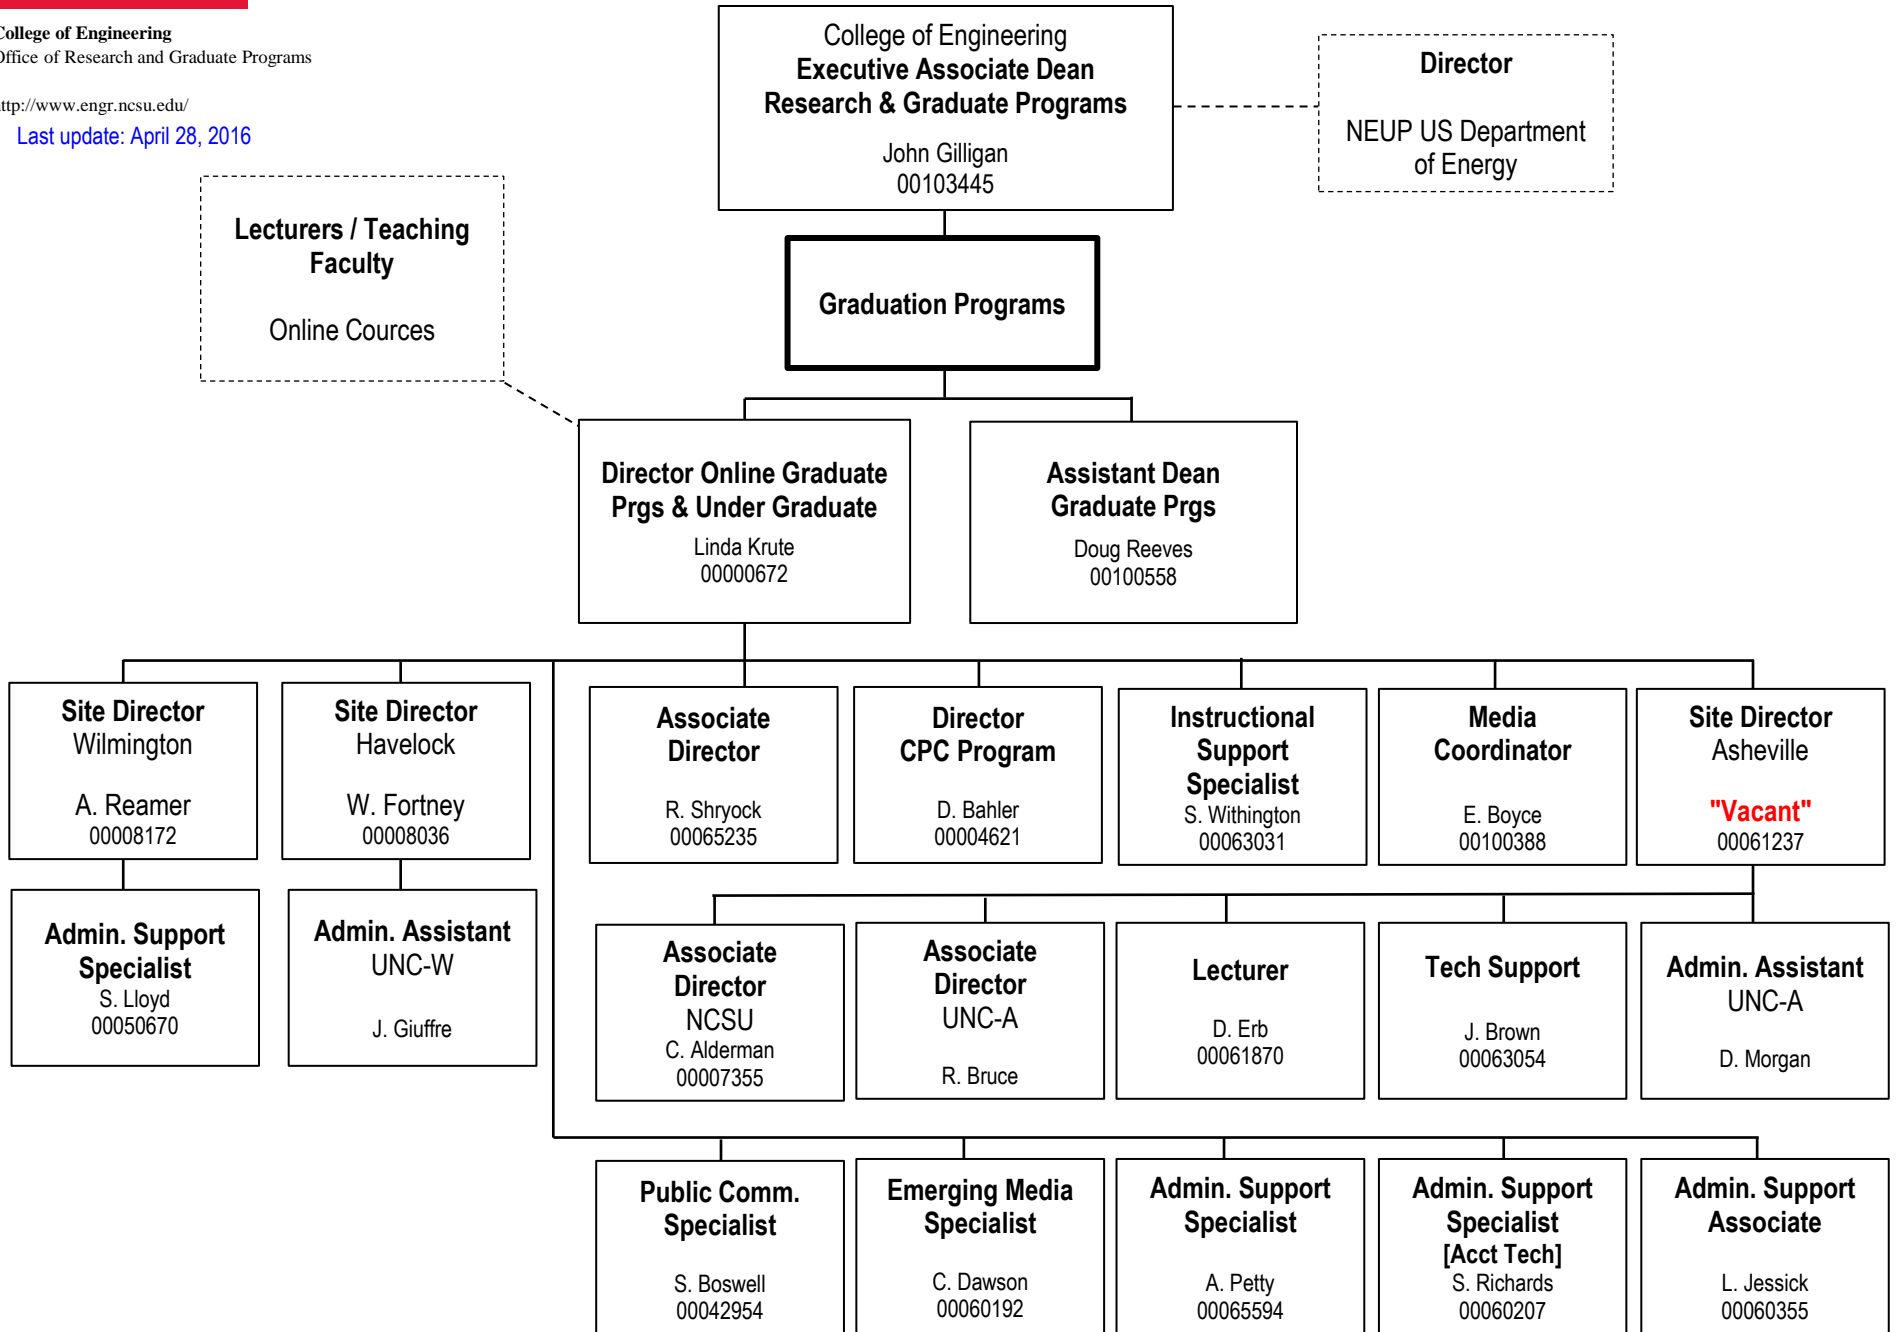 College of Engineering
Office of Research and Graduate Programs
http://www.engr.ncsu.edu/
Last update: April 28, 2016
College of Engineering
Executive Associate Dean
Research & Graduate Programs
John Gilligan
00103445
Director
NEUP US Department
of Energy
Lecturers / Teaching
Faculty
Online Cources
Graduation Programs
Director Online Graduate
Prgs & Under Graduate
Linda Krute
00000672
Assistant Dean
Graduate Prgs
Doug Reeves
00100558
Site Director
Wilmington
A. Reamer
00008172
Site Director
Havelock
W. Fortney
00008036
Associate
Director
R. Shryock
00065235
Director
CPC Program
D. Bahler
00004621
Instructional
Support
Specialist
S. Withington
00063031
Media
Coordinator
E. Boyce
00100388
Site Director
Asheville
"Vacant"
00061237
Admin. Support
Specialist
S. Lloyd
00050670
Admin. Assistant
UNC-W
J. Giuffre
Associate
Director
NCSU
C. Alderman
00007355
Associate
Director
UNC-A
R. Bruce
Lecturer
D. Erb
00061870
Tech Support
J. Brown
00063054
Admin. Assistant
UNC-A
D. Morgan
Public Comm.
Specialist
S. Boswell
00042954
Emerging Media
Specialist
C. Dawson
00060192
Admin. Support
Specialist
A. Petty
00065594
Admin. Support
Specialist
[Acct Tech]
S. Richards
00060207
Admin. Support
Associate
L. Jessick
00060355